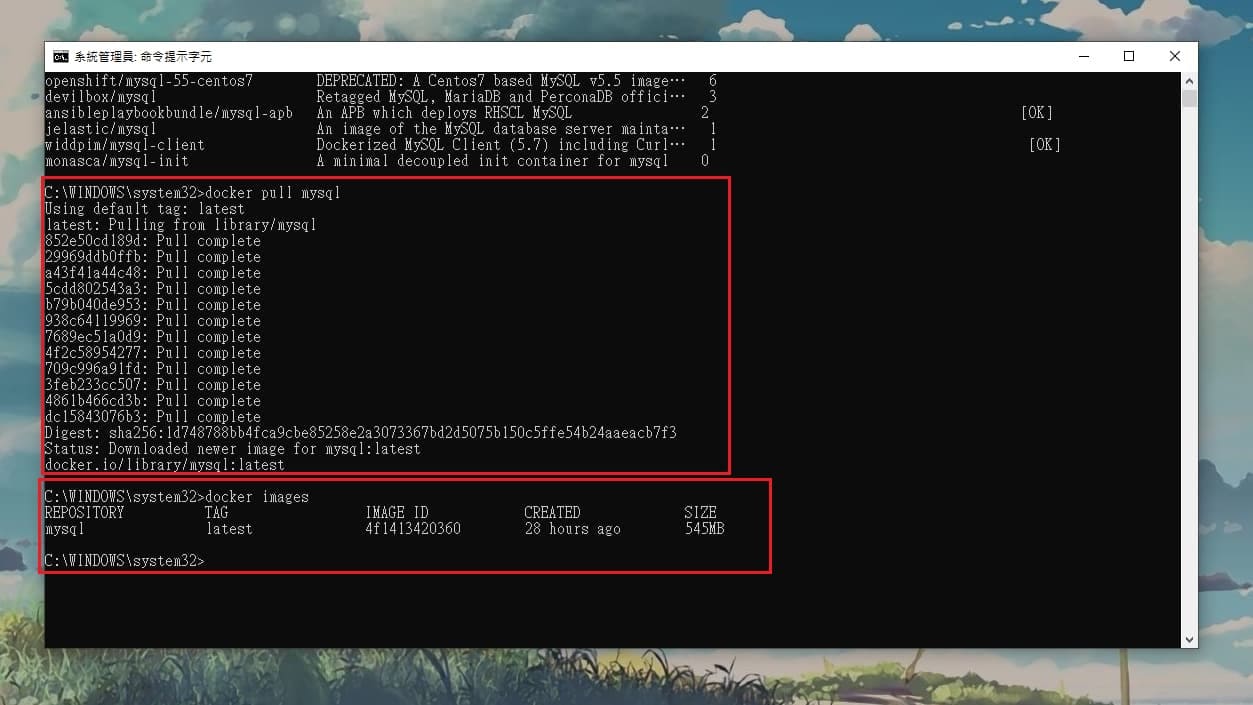 系統管理員: 命令提示字元
openshift/mysql-55-centos7 DEPRECATED: A Centos7 based MySQL v5.5 image… 6
devilbox/mysql Retagged MySQL, MariaDB and PerconaDB offici… 3
ansibleplaybookbundle/mysql-apb An APB which deploys RHSCL MySQL 2 [OK]
jelastic/mysql An image of the MySQL database server mainta… 1
widdpim/mysql-client Dockerized MySQL Client (5.7) including Curl… 1 [OK]
monasca/mysql-init A minimal decoupled init container for mysql 0
C:\WINDOWS\system32>docker pull mysql
Using default tag: latest
latest: Pulling from library/mysql
852e50cd189d: Pull complete
29969ddb0ffb: Pull complete
a43f41a44c48: Pull complete
5cdd802543a3: Pull complete
b79b040de953: Pull complete
938c64119969: Pull complete
7689ec51a0d9: Pull complete
4f2c58954277: Pull complete
709c996a91fd: Pull complete
3feb233cc507: Pull complete
4861b466cd3b: Pull complete
dc15843076b3: Pull complete
Digest: sha256:1d748788bb4fca9cbe85258e2a3073367bd2d5075b150c5ffe54b24aaeacb7f3
Status: Downloaded newer image for mysql:latest
docker.io/library/mysql:latest
C:\WINDOWS\system32>docker images
REPOSITORY TAG IMAGE ID CREATED SIZE
mysql latest 4f1413420360 28 hours ago 545MB
C:\WINDOWS\system32>